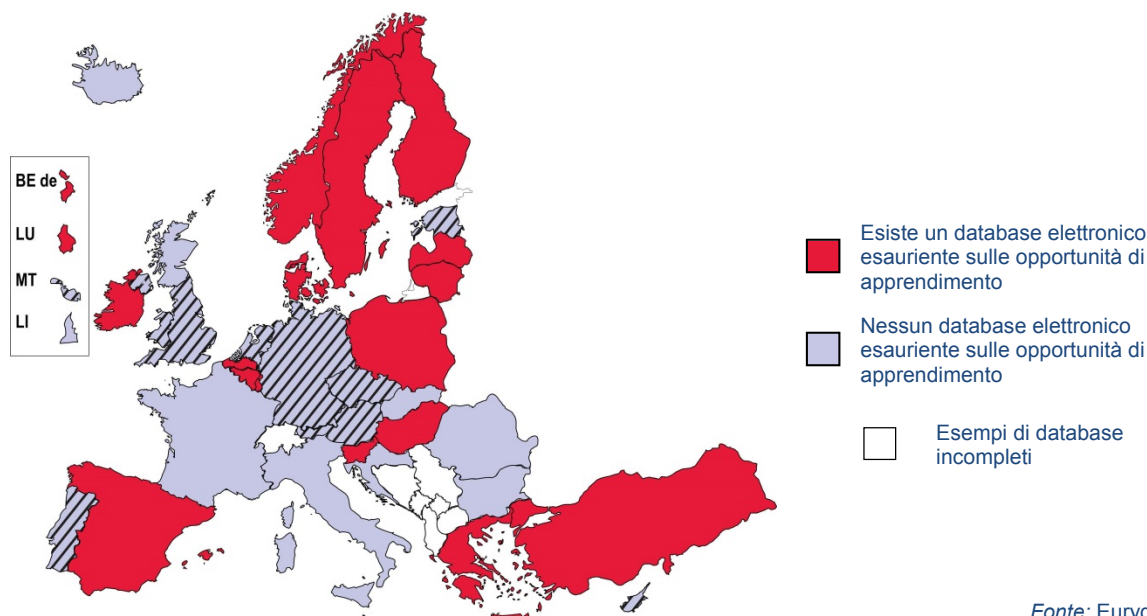 BE de
LU
MT
LI
Esiste un database elettronico
esauriente sulle opportunità di
apprendimento
Nessun database elettronico
esauriente sulle opportunità di
apprendimento
Esempi di database
incompleti
Fonte: Euryd